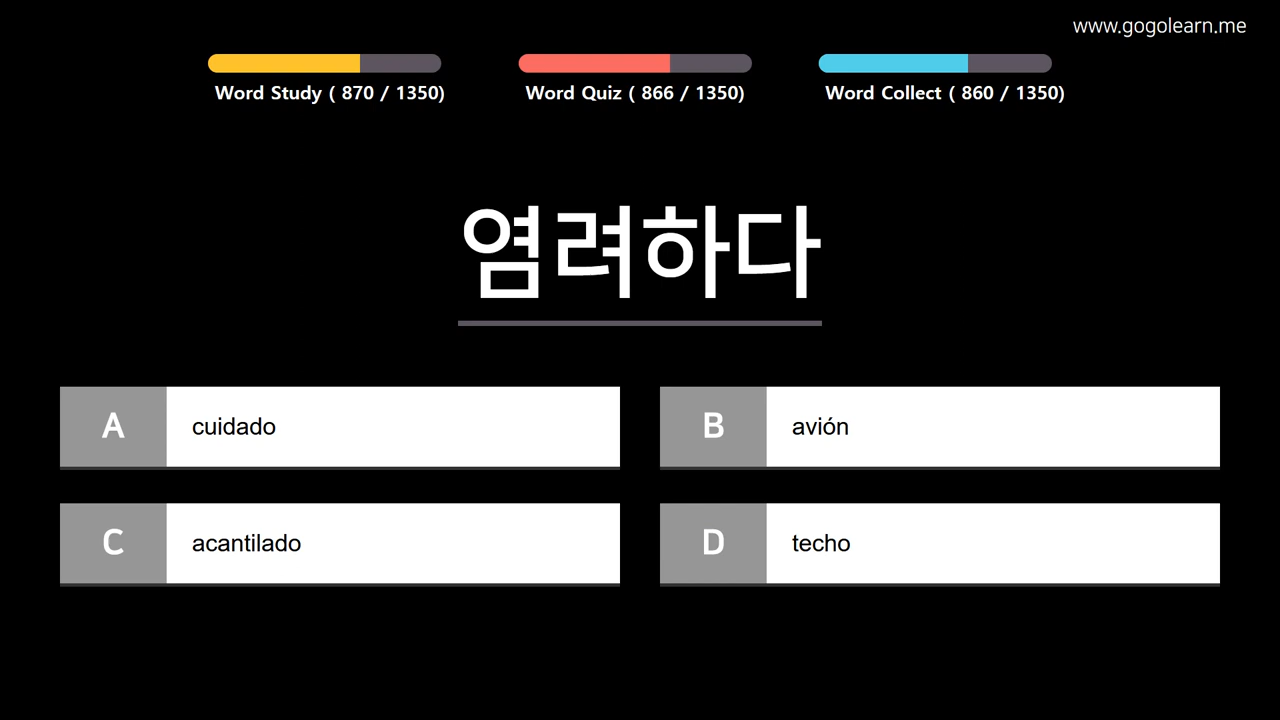 www.gogolearn.me
Word Study ( 870 / 1350)
Word Quiz ( 866 / 1350)
Word Collect ( 860 / 1350)
염려하다
A cuidado
B avión
C acantilado
D techo